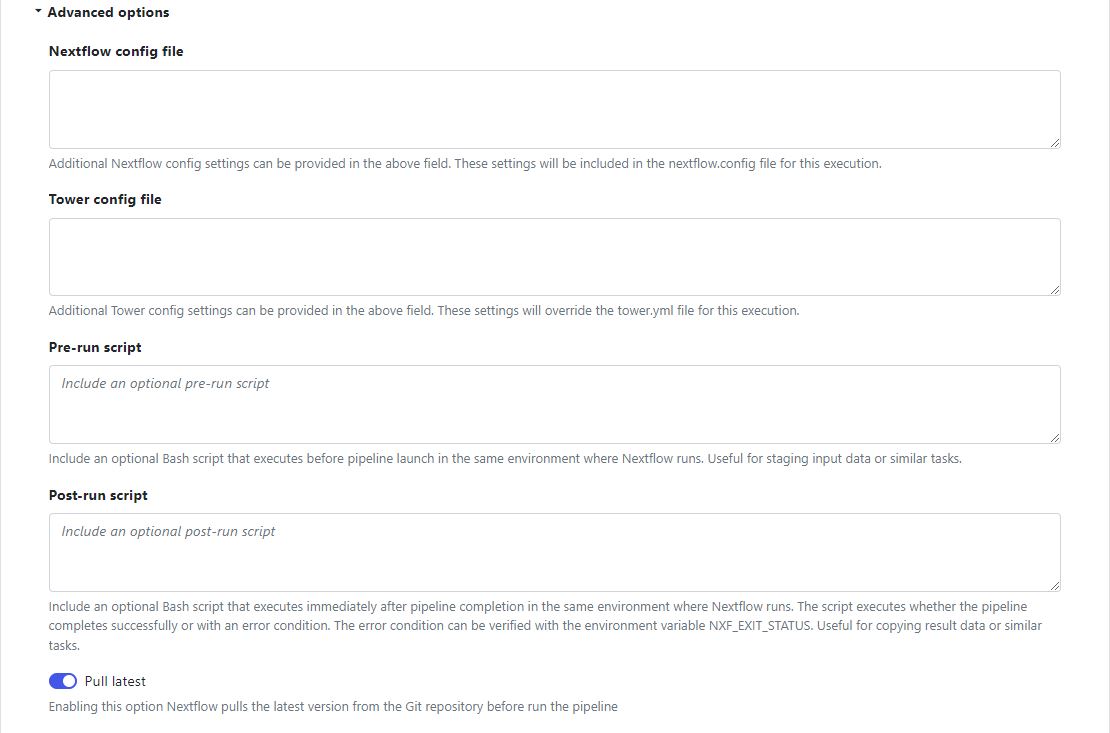 Advanced options
Nextflow config file
Additional Nextflow config settings can be provided in the above field. These settings will be included in the nextflow.config file for this execution.
Tower config file
Additional Tower config settings can be provided in the above field. These settings will override the tower.yml file for this execution.
Pre-run script
Include an optional pre-run script
Include an optional Bash script that executes before pipeline launch in the same environment where Nextflow runs. Useful for staging input data or similar tasks.
Post-run script
Include an optional post-run script
Include an optional Bash script that executes immediately after pipeline completion in the same environment where Nextflow runs. The script executes whether the pipeline
completes successfully or with an error condition. The error condition can be verified with the environment variable NXF_EXIT_STATUS. Useful for copying result data or similar
tasks.
Pull latest
Enabling this option Nextflow pulls the latest version from the Git repository before run the pipeline